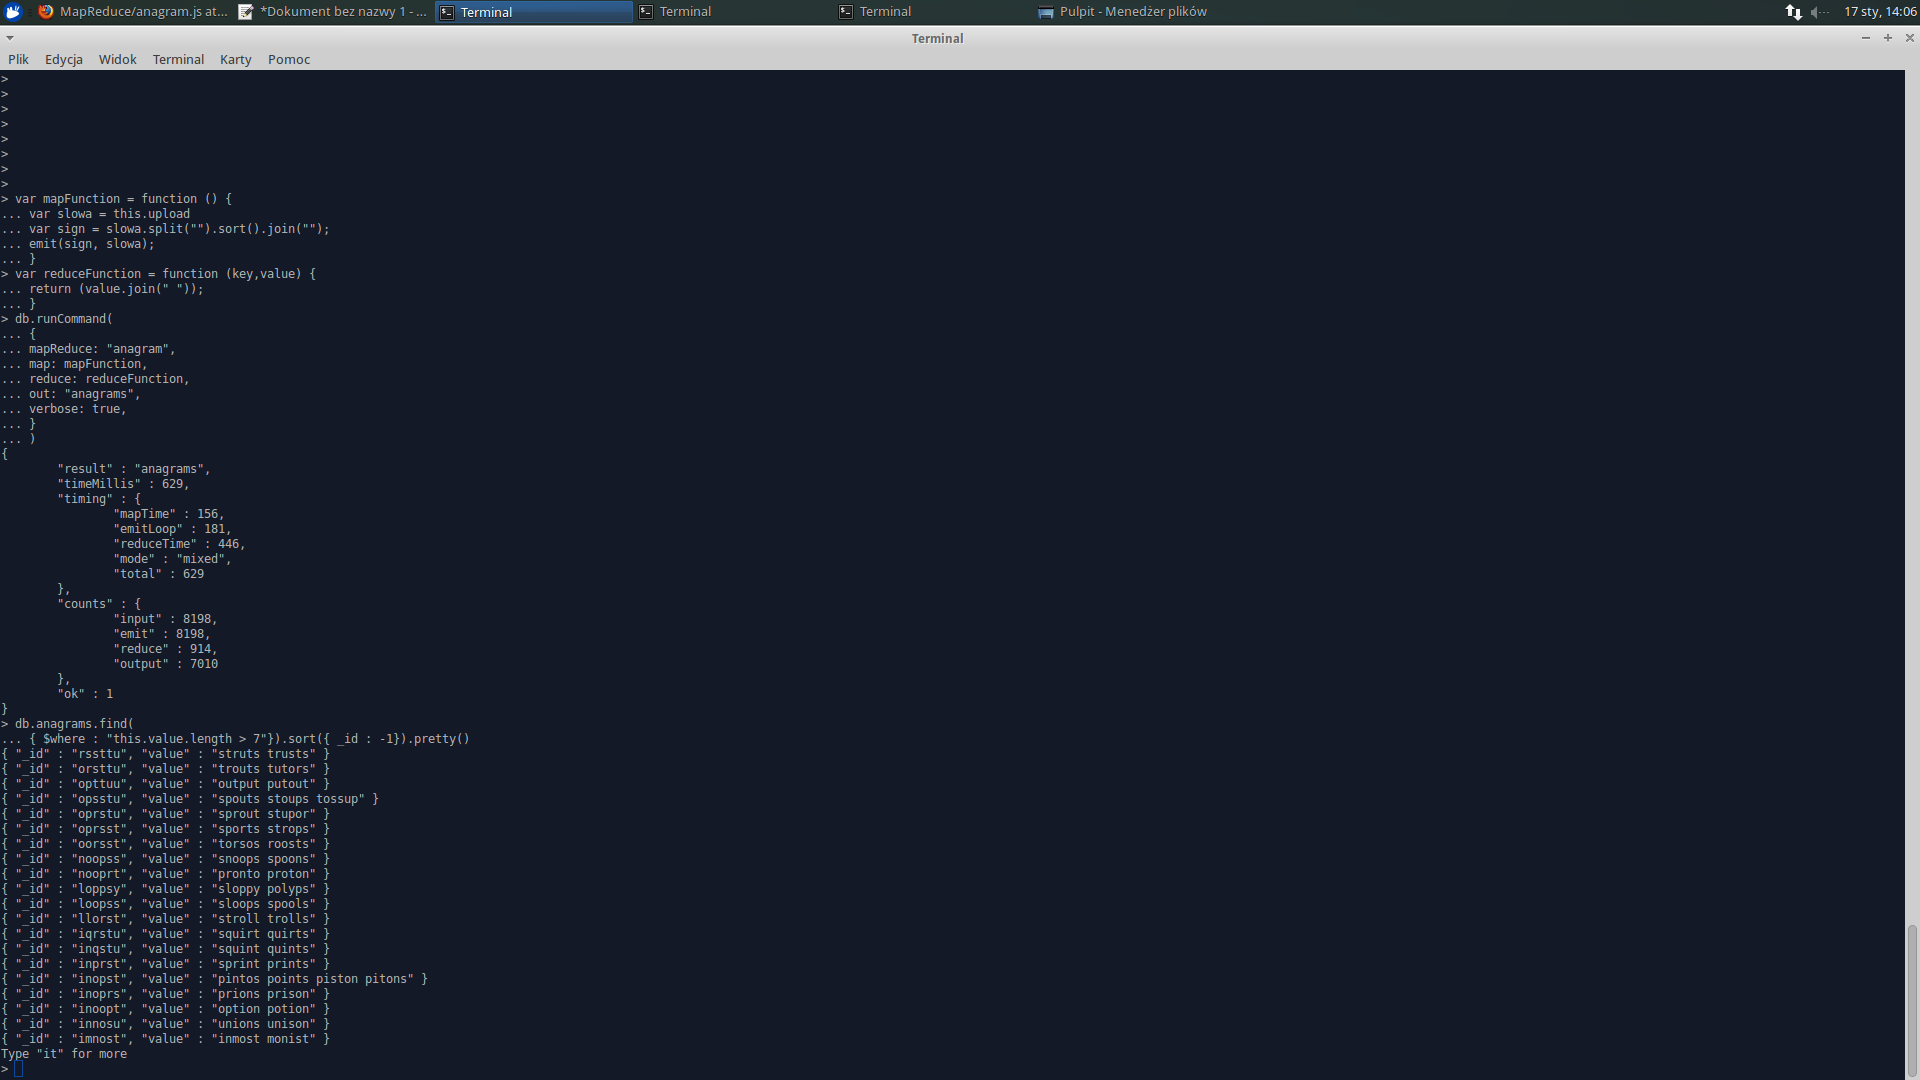 MapReduce/anagram.js at... *Dokument bez nazwy 1 - ... Terminal Terminal Terminal Pulpit - Menedżer plików 17 sty, 14:06
Terminal
Plik Edycja Widok Terminal Karty Pomoc
>
>
>
>
>
>
>
>
> var mapFunction = function () {
... var slowa = this.upload
... var sign = slowa.split("").sort().join("");
... emit(sign, slowa);
... }
> var reduceFunction = function (key,value) {
... return (value.join(" "));
... }
> db.runCommand(
... {
... mapReduce: "anagram",
... map: mapFunction,
... reduce: reduceFunction,
... out: "anagrams",
... verbose: true,
... }
... )
{
"result" : "anagrams",
"timeMillis" : 629,
"timing" : {
"mapTime" : 156,
"emitLoop" : 181,
"reduceTime" : 446,
"mode" : "mixed",
"total" : 629
},
"counts" : {
"input" : 8198,
"emit" : 8198,
"reduce" : 914,
"output" : 7010
},
"ok" : 1
}
> db.anagrams.find(
... { $where : "this.value.length > 7"}).sort({ _id : -1}).pretty()
{ "_id" : "rssttu", "value" : "struts trusts" }
{ "_id" : "orsttu", "value" : "trouts tutors" }
{ "_id" : "opttuu", "value" : "output putout" }
{ "_id" : "opsstu", "value" : "spouts stoups tossup" }
{ "_id" : "oprstu", "value" : "sprout stupor" }
{ "_id" : "oprsst", "value" : "sports strops" }
{ "_id" : "oorsst", "value" : "torsos roosts" }
{ "_id" : "noopss", "value" : "snoops spoons" }
{ "_id" : "nooprt", "value" : "pronto proton" }
{ "_id" : "loppsy", "value" : "sloppy polyps" }
{ "_id" : "loopss", "value" : "sloops spools" }
{ "_id" : "llorst", "value" : "stroll trolls" }
{ "_id" : "iqrstu", "value" : "squirt quirts" }
{ "_id" : "inqstu", "value" : "squint quints" }
{ "_id" : "inprst", "value" : "sprint prints" }
{ "_id" : "inopst", "value" : "pintos points piston pitons" }
{ "_id" : "inoprs", "value" : "prions prison" }
{ "_id" : "inoopt", "value" : "option potion" }
{ "_id" : "innosu", "value" : "unions unison" }
{ "_id" : "imnost", "value" : "inmost monist" }
Type "it" for more
>